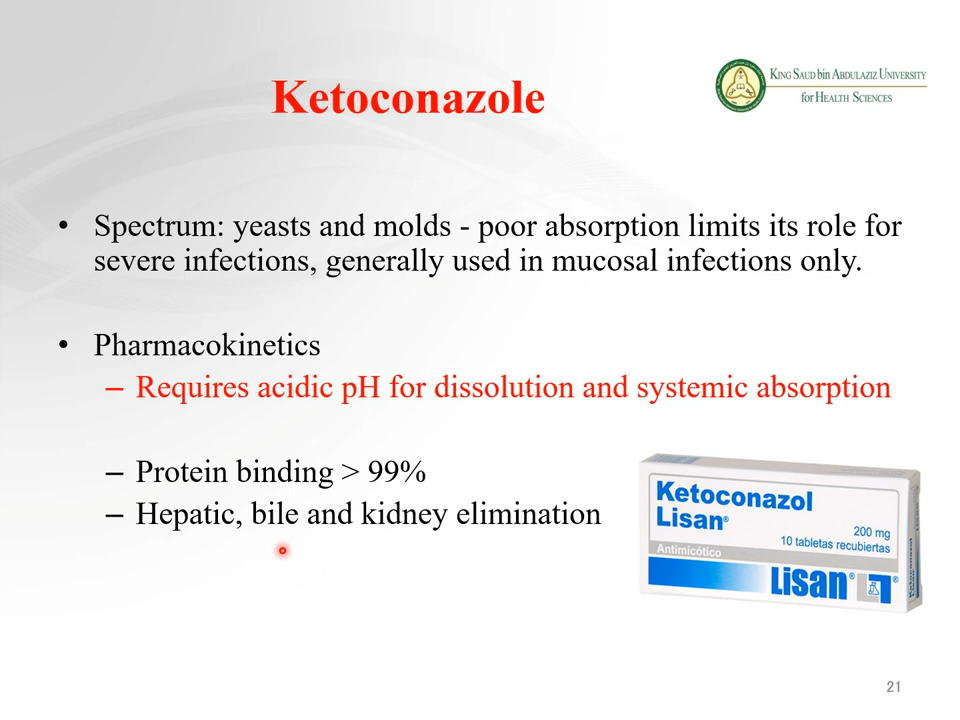 Ketoconazole
KING SAUD bin ABDULAZIZ UNIVERSITY
for HEALTH SCIENCES
• Spectrum: yeasts and molds - poor absorption limits its role for
severe infections, generally used in mucosal infections only.
• Pharmacokinetics
– Requires acidic pH for dissolution and systemic absorption
– Protein binding > 99%
– Hepatic, bile and kidney elimination
Ketoconazol
Lisan®
200 mg
10 tabletas recubiertas
Antimicótico
Lisan®
21